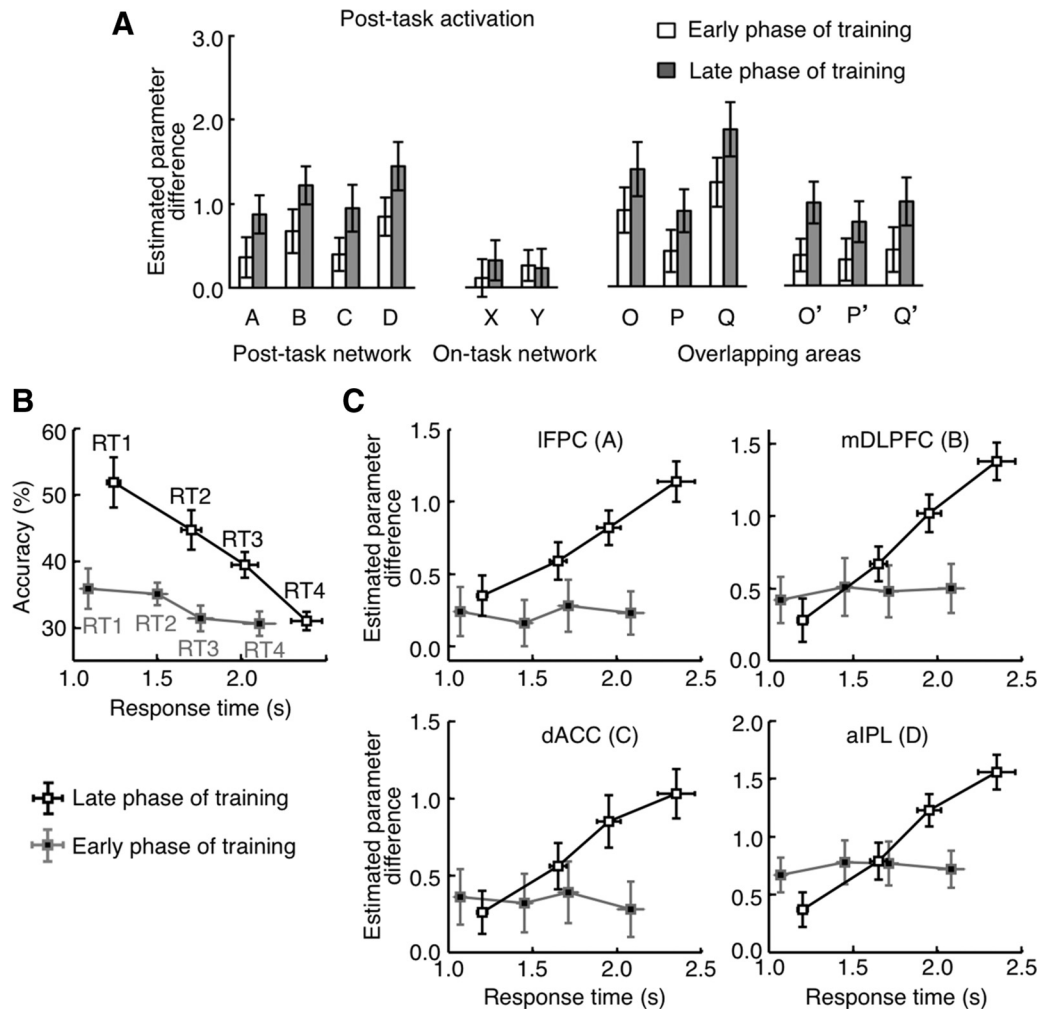 A
Post-task activation
Early phase of training
Late phase of training
Estimated parameter
difference
3.0
2.0
1.0
0.0
A B C D X Y O P Q O’ P’ Q’
Post-task network On-task network Overlapping areas
B
Accuracy (%)
60
50
40
30
RT1
RT2
RT3
RT4
RT1
RT2
RT3
RT4
1.0 1.5 2.0
Response time (s)
Late phase of training
Early phase of training
C
lFPC (A)
Estimated parameter
difference
1.5
1.0
0.5
0.0
1.0 1.5 2.0 2.5
mDLPFC (B)
1.5
1.0
0.5
0.0
1.0 1.5 2.0 2.5
dACC (C)
Estimated parameter
difference
1.5
1.0
0.5
0.0
1.0 1.5 2.0 2.5
Response time (s)
aIPL (D)
2.0
1.5
1.0
0.5
0.0
1.0 1.5 2.0 2.5
Response time (s)